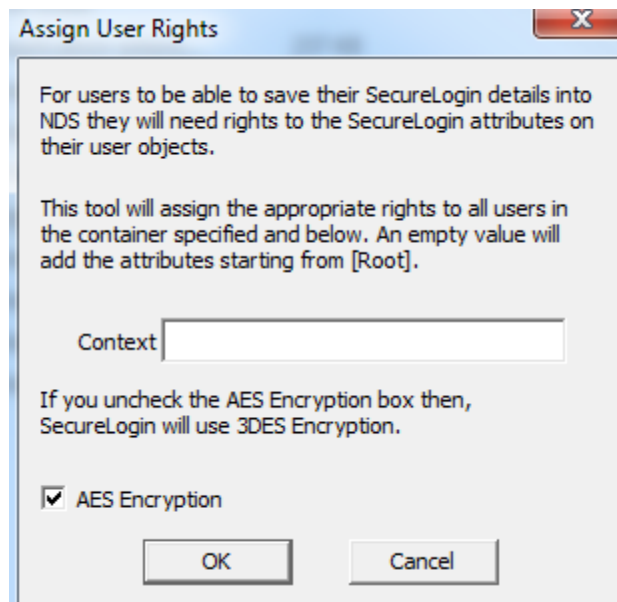 Assign User Rights
For users to be able to save their SecureLogin details into
NDS they will need rights to the SecureLogin attributes on
their user objects.
This tool will assign the appropriate rights to all users in
the container specified and below. An empty value will
add the attributes starting from [Root].
Context
If you uncheck the AES Encryption box then,
SecureLogin will use 3DES Encryption.
AES Encryption
OK Cancel